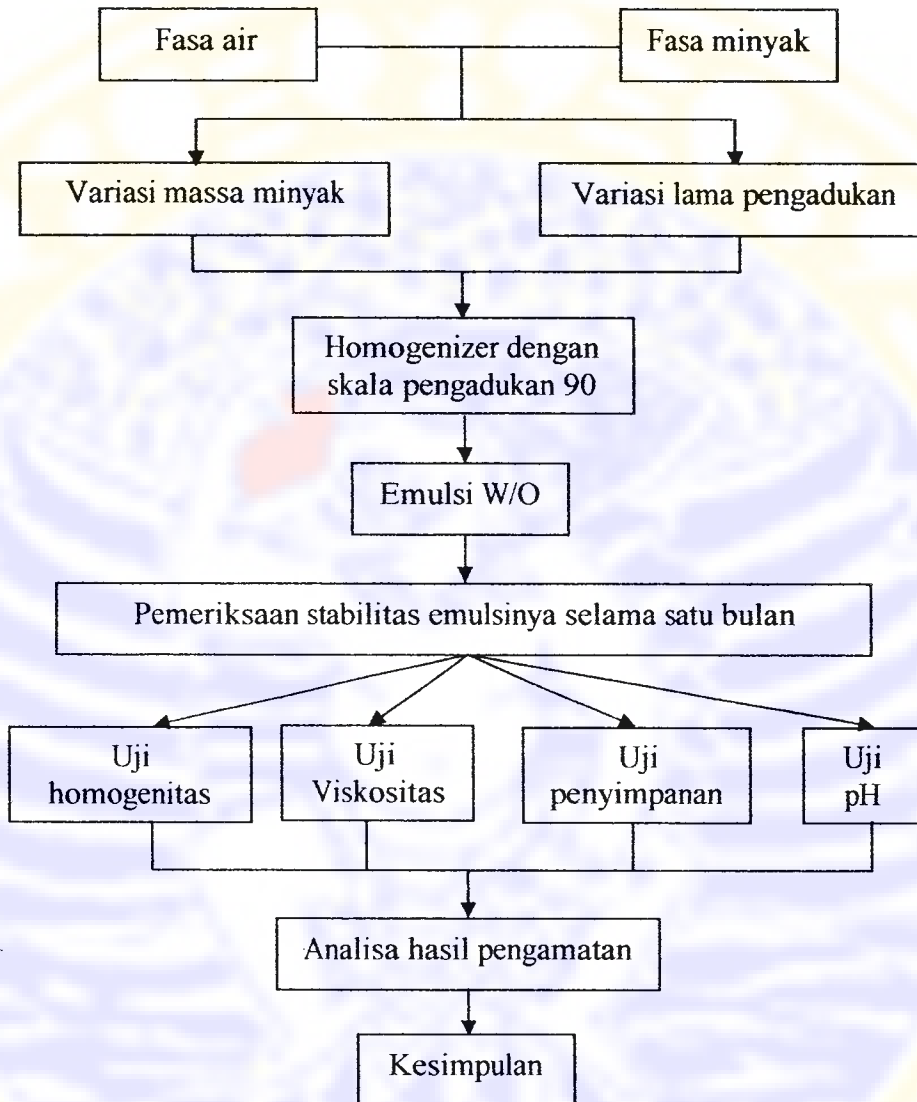 Fasa air
Fasa minyak
Variasi massa minyak
Variasi lama pengadukan
Homogenizer dengan
skala pengadukan 90
Emulsi W/O
Pemeriksaan stabilitas emulsinya selama satu bulan
Uji
homogenitas
Uji
Viskositas
Uji
penyimpanan
Uji
pH
Analisa hasil pengamatan
Kesimpulan